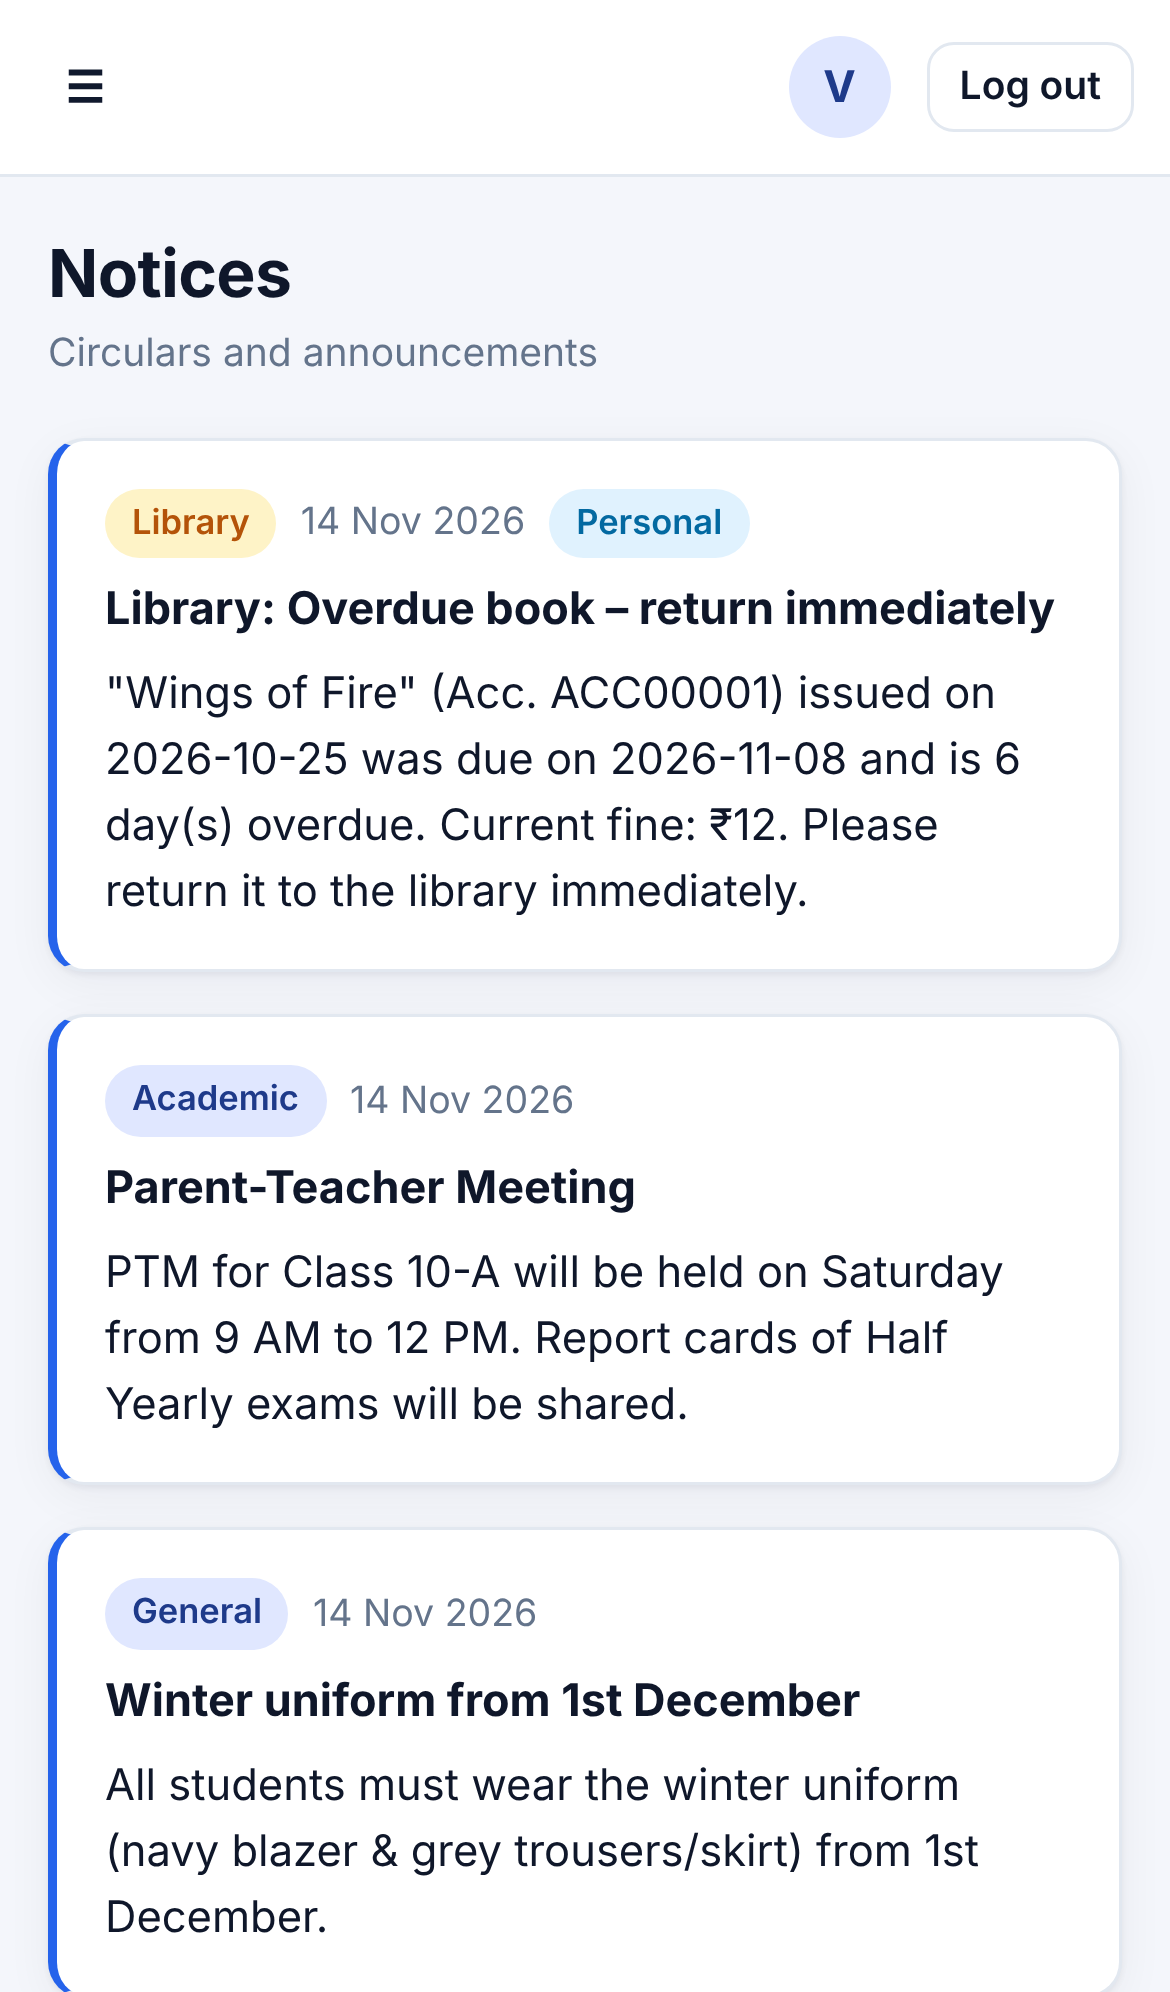 ☰ V Log out
Notices
Circulars and announcements
Library 14 Nov 2026 Personal
Library: Overdue book – return immediately
"Wings of Fire" (Acc. ACC00001) issued on
2026-10-25 was due on 2026-11-08 and is 6
day(s) overdue. Current fine: ₹12. Please
return it to the library immediately.
Academic 14 Nov 2026
Parent-Teacher Meeting
PTM for Class 10-A will be held on Saturday
from 9 AM to 12 PM. Report cards of Half
Yearly exams will be shared.
General 14 Nov 2026
Winter uniform from 1st December
All students must wear the winter uniform
(navy blazer & grey trousers/skirt) from 1st
December.